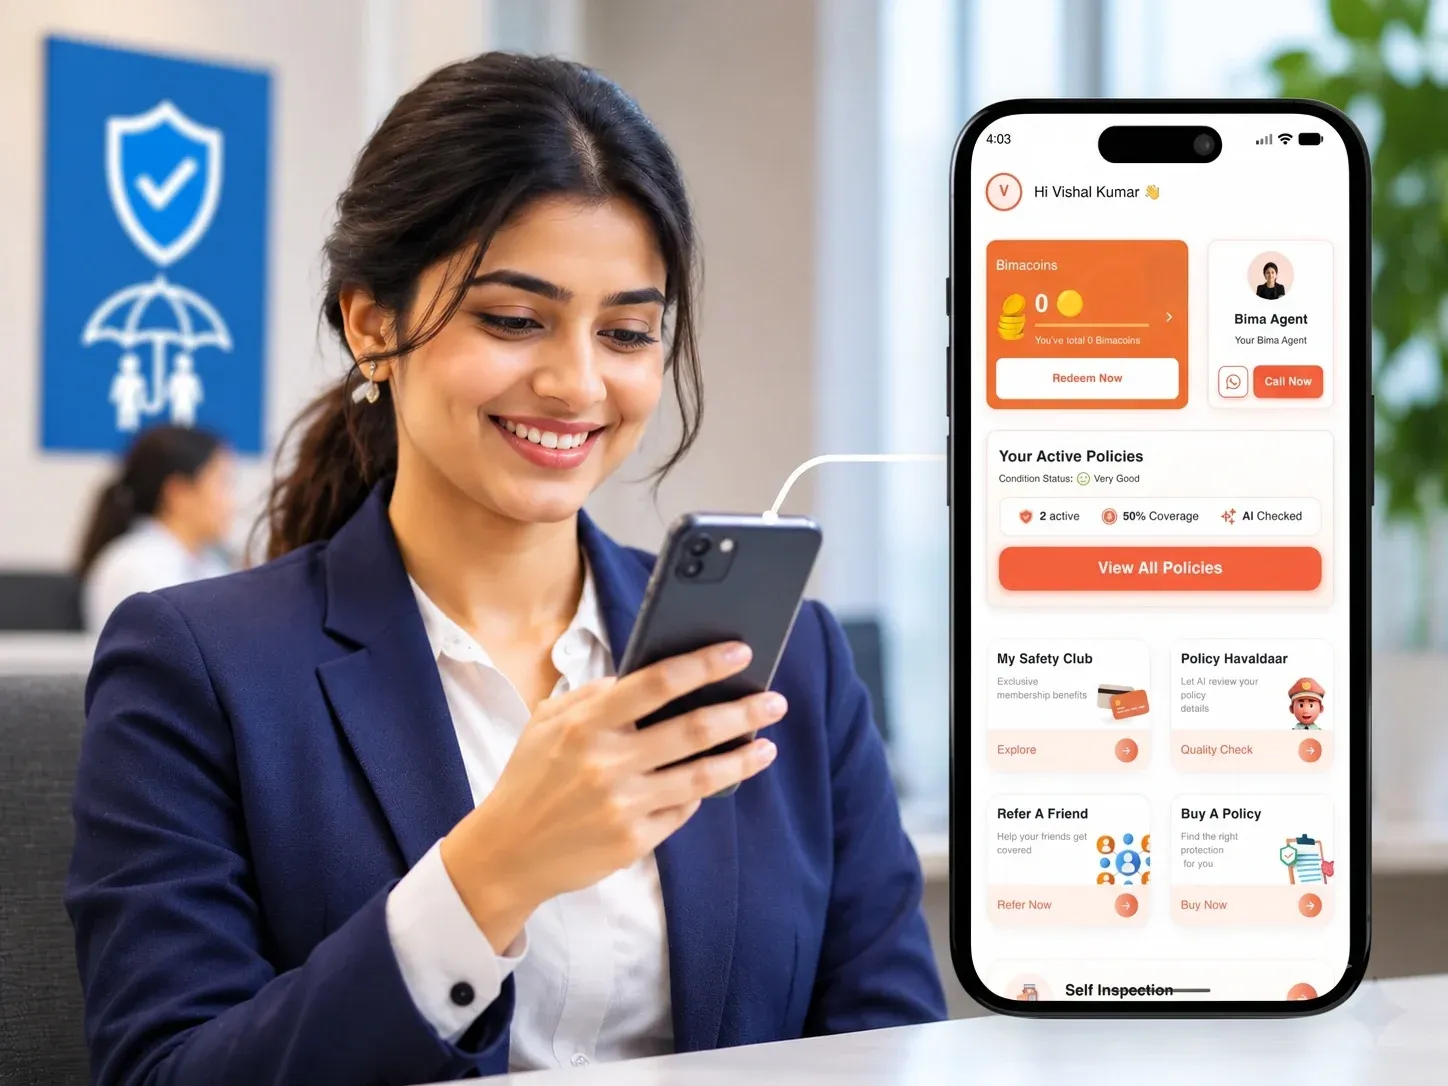 4:03
V
Hi Vishal Kumar 👋
Bimacoins
0
You've total 0 Bimacoins
Redeem Now
Bima Agent
Your Bima Agent
Call Now
Your Active Policies
Condition Status: Very Good
2 active
50% Coverage
AI Checked
View All Policies
My Safety Club
Exclusive
membership benefits
Explore
Policy Havaldaar
Let AI review your
policy
details
Quality Check
Refer A Friend
Help your friends get
covered
Refer Now
Buy A Policy
Find the right
protection
for you
Buy Now
Self Inspection